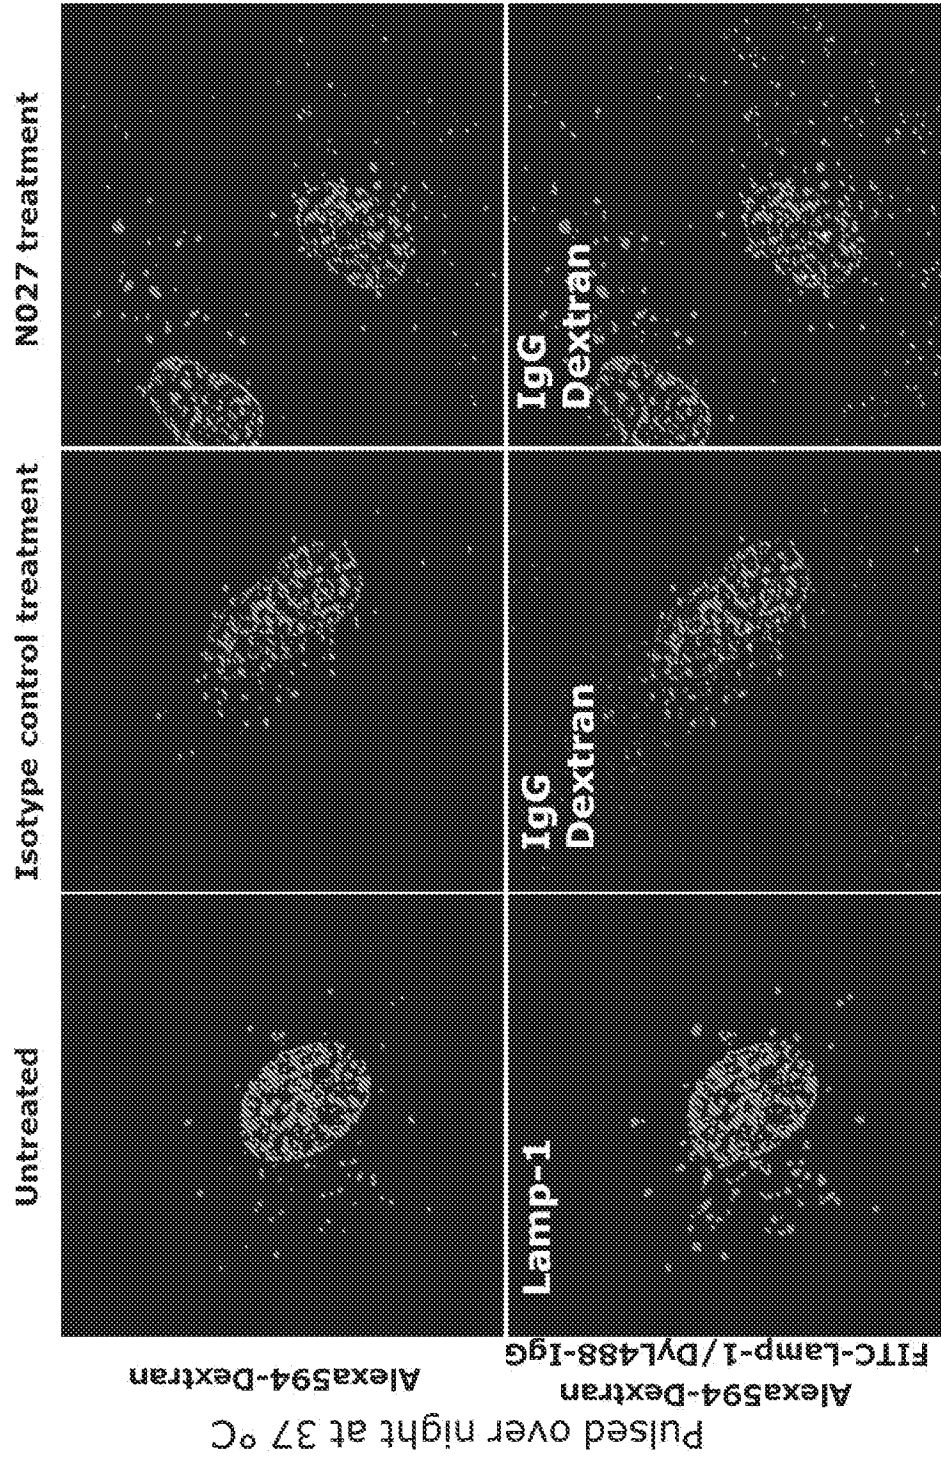 Untreated
Isotype control treatment
N027 treatment
Lamp-1
IgG
Dextran
IgG
Dextran
Pulsed over night at 37 °C
Alexa594-Dextran
Alexa594-Dextran
FITC-Lamp-1/DyL488-IgG